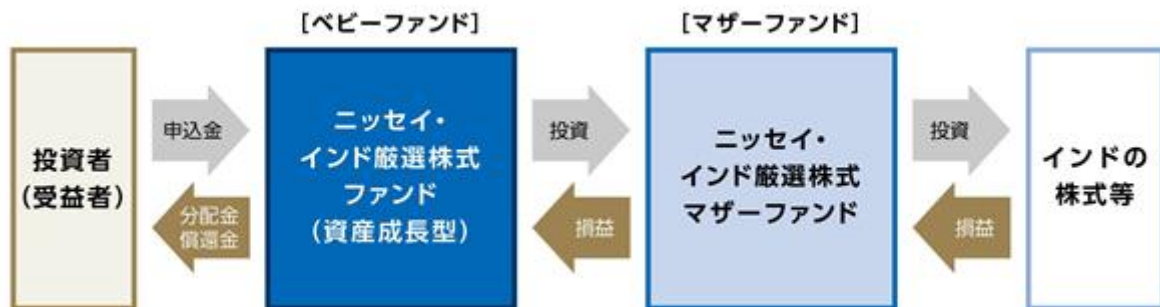 [ベビーファンド]
[マザーファンド]
投資者
(受益者)
申込金
分配金
償還金
ニッセイ・
インド厳選株式
ファンド
(資産成長型)
投資
損益
ニッセイ・
インド厳選株式
マザーファンド
投資
損益
インドの
株式等